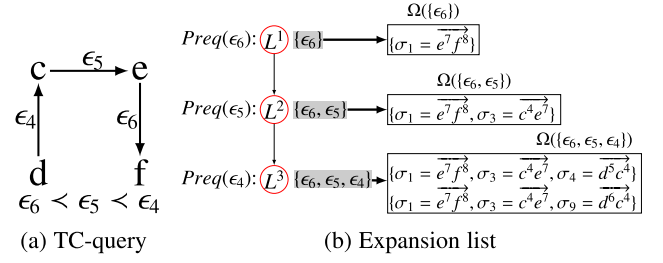 c ϵ₅ e
ϵ₄ ϵ₆
d f
ϵ₆ ≺ ϵ₅ ≺ ϵ₄
(a) TC-query
Ω({ϵ₆})
Preq(ϵ₆): L¹ {ϵ₆} {σ₁ = e⁷f⁸}
Ω({ϵ₆, ϵ₅})
Preq(ϵ₅): L² {ϵ₆, ϵ₅} {σ₁ = e⁷f⁸, σ₃ = c⁴e⁷}
Ω({ϵ₆, ϵ₅, ϵ₄})
Preq(ϵ₄): L³ {ϵ₆, ϵ₅, ϵ₄} {σ₁ = e⁷f⁸, σ₃ = c⁴e⁷, σ₄ = d⁵c⁴}
{σ₁ = e⁷f⁸, σ₃ = c⁴e⁷, σ₉ = d⁶c⁴}
(b) Expansion list